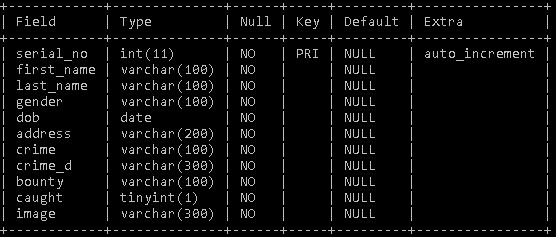 +------------+--------------+------+-----+---------+----------------+
| Field      | Type         | Null | Key | Default | Extra          |
+------------+--------------+------+-----+---------+----------------+
| serial_no  | int(11)      | NO   | PRI | NULL    | auto_increment |
| first_name | varchar(100) | NO   |     | NULL    |                |
| last_name  | varchar(100) | NO   |     | NULL    |                |
| gender     | varchar(100) | NO   |     | NULL    |                |
| dob        | date         | NO   |     | NULL    |                |
| address    | varchar(200) | NO   |     | NULL    |                |
| crime      | varchar(100) | NO   |     | NULL    |                |
| crime_d    | varchar(300) | NO   |     | NULL    |                |
| bounty     | varchar(100) | NO   |     | NULL    |                |
| caught     | tinyint(1)   | NO   |     | NULL    |                |
| image      | varchar(300) | NO   |     | NULL    |                |
+------------+--------------+------+-----+---------+----------------+